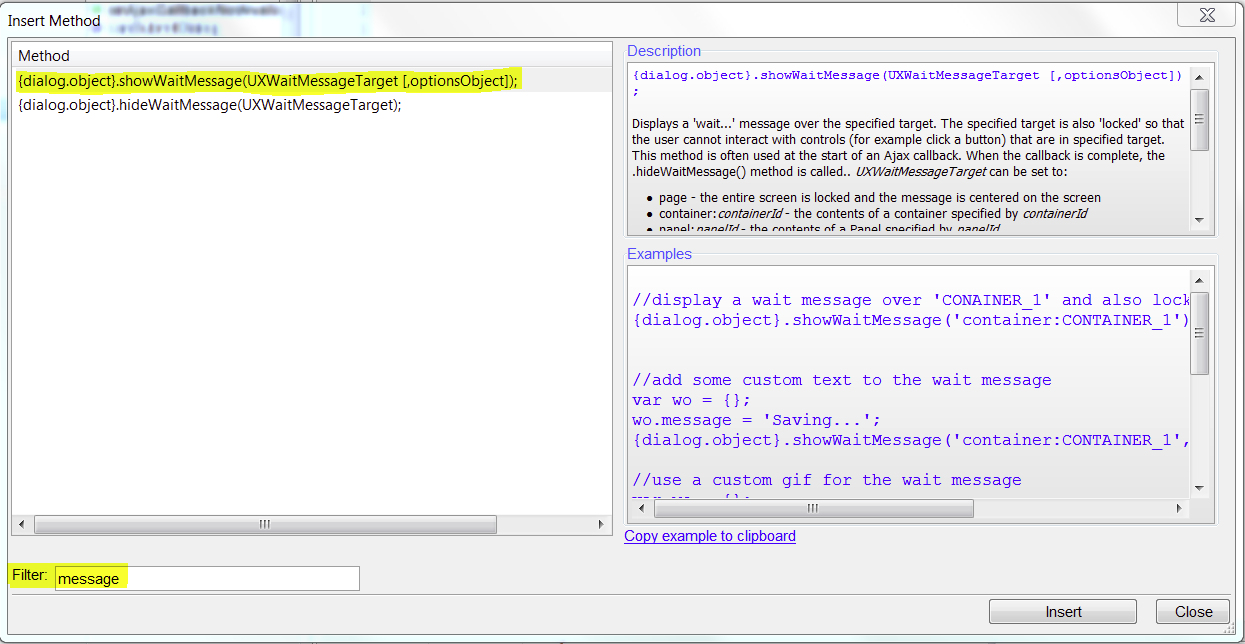 Insert Method
Method
{dialog.object}.showWaitMessage(UXWaitMessageTarget [,optionsObject]);
{dialog.object}.hideWaitMessage(UXWaitMessageTarget);
Filter:
message
Description
{dialog.object}.showWaitMessage(UXWaitMessageTarget [,optionsObject])
;
Displays a 'wait...' message over the specified target. The specified target is also 'locked' so that
the user cannot interact with controls (for example click a button) that are in specified target.
This method is often used at the start of an Ajax callback. When the callback is complete, the
.hideWaitMessage() method is called.. UXWaitMessageTarget can be set to:
• page - the entire screen is locked and the message is centered on the screen
• container:containerId - the contents of a container specified by containerId
• panel:panelId - the contents of a Panel specified by panelId
Examples
//display a wait message over 'CONAINER_1' and also lock
{dialog.object}.showWaitMessage('container:CONTAINER_1')
//add some custom text to the wait message
var wo = {};
wo.message = 'Saving...';
{dialog.object}.showWaitMessage('container:CONTAINER_1',
//use a custom gif for the wait message
Copy example to clipboard
Insert
Close